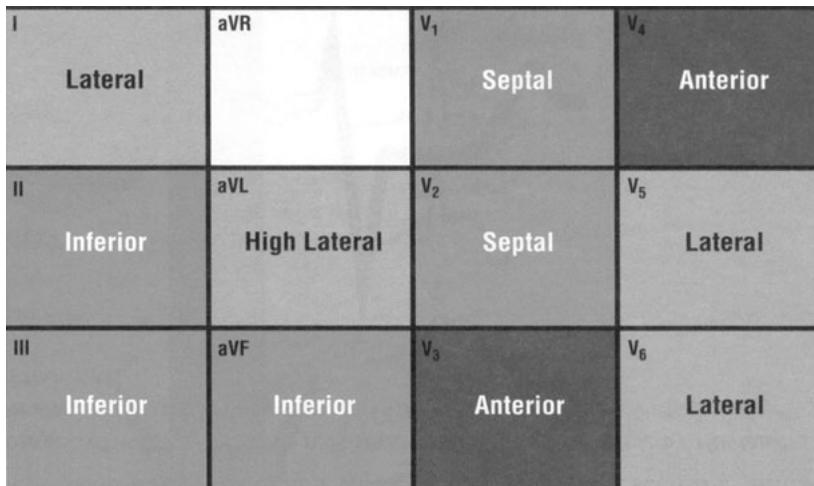 I aVR V₁ V₄
Lateral Septal Anterior
II aVL V₂ V₅
Inferior High Lateral Septal Lateral
III aVF V₃ V₆
Inferior Inferior Anterior Lateral